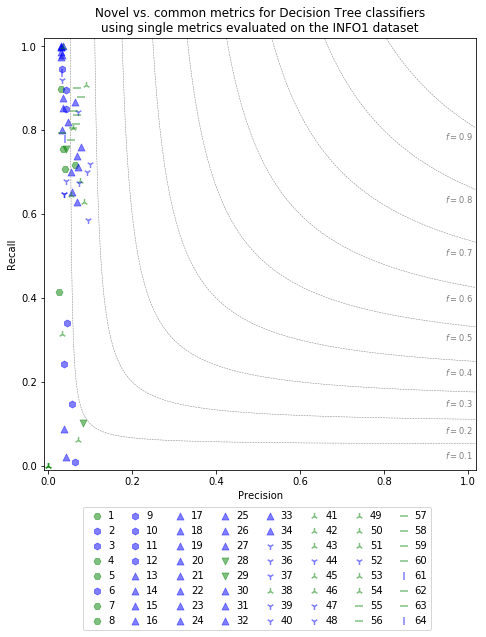 Novel vs. common metrics for Decision Tree classifiers
using single metrics evaluated on the INFO1 dataset
1.0
0.8
0.6
0.4
0.2
0.0
Recall
f = 0.9
f = 0.8
f = 0.7
f = 0.6
f = 0.5
f = 0.4
f = 0.3
f = 0.2
f = 0.1
0.0 0.2 0.4 0.6 0.8 1.0
Precision
1 9 17 25 33 41 49 57
2 10 18 26 34 42 50 58
3 11 19 27 35 43 51 59
4 12 20 28 36 44 52 60
5 13 21 29 37 45 53 61
6 14 22 30 38 46 54 62
7 15 23 31 39 47 55 63
8 16 24 32 40 48 56 64